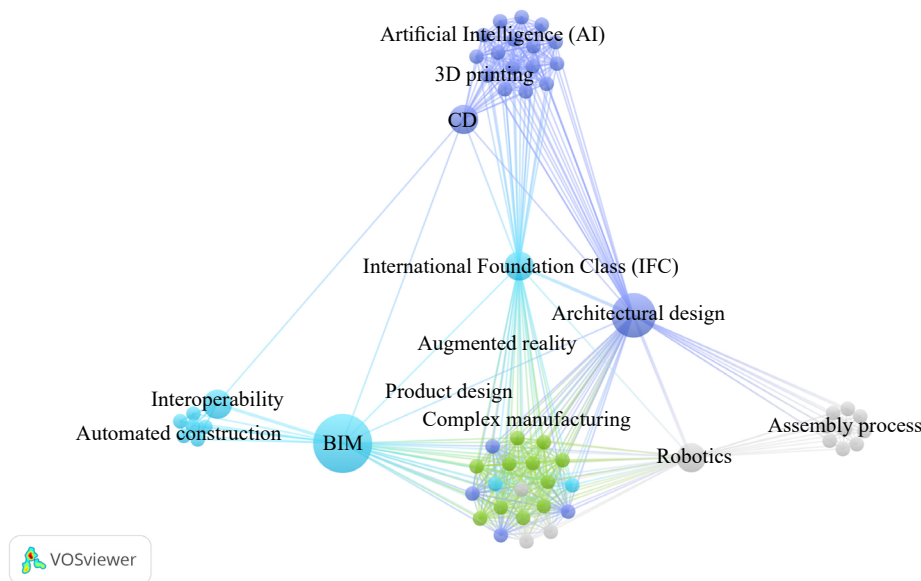 Artificial Intelligence (AI)
3D printing
CD
International Foundation Class (IFC)
Architectural design
Augmented reality
Product design
Interoperability
Complex manufacturing
Automated construction
BIM
Assembly process
Robotics
VOSviewer